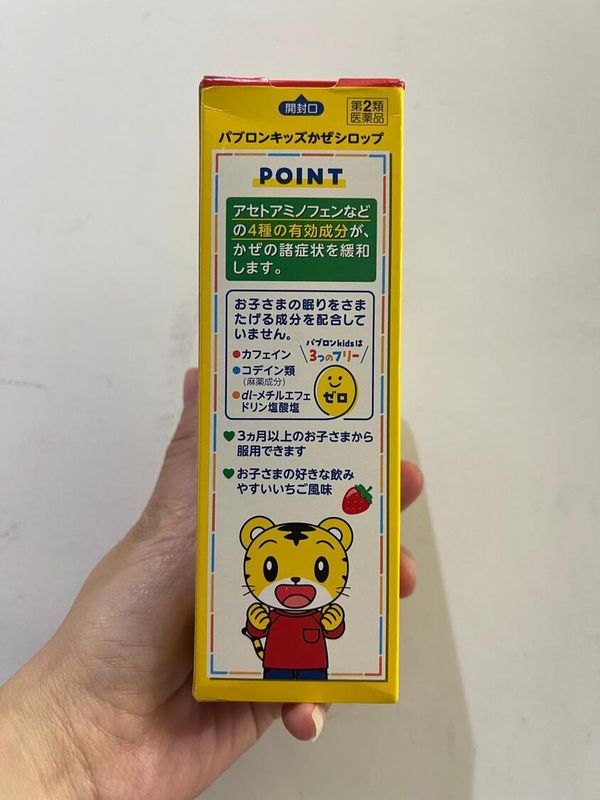 開封口
第2類
医薬品
パブロンキッズかぜシロップ
POINT
アセトアミノフェンなど
の4種の有効成分が、
かぜの諸症状を緩和
します。
お子さまの眠りをさま
たげる成分を配合して
いません。
パブロンkidsは
3つのフリー
カフェイン
コデイン類
(麻薬成分)
dl-メチルエフェ
ドリン塩酸塩
ゼロ
3ヵ月以上のお子さまから
服用できます
お子さまの好きな飲み
やすいいちご風味